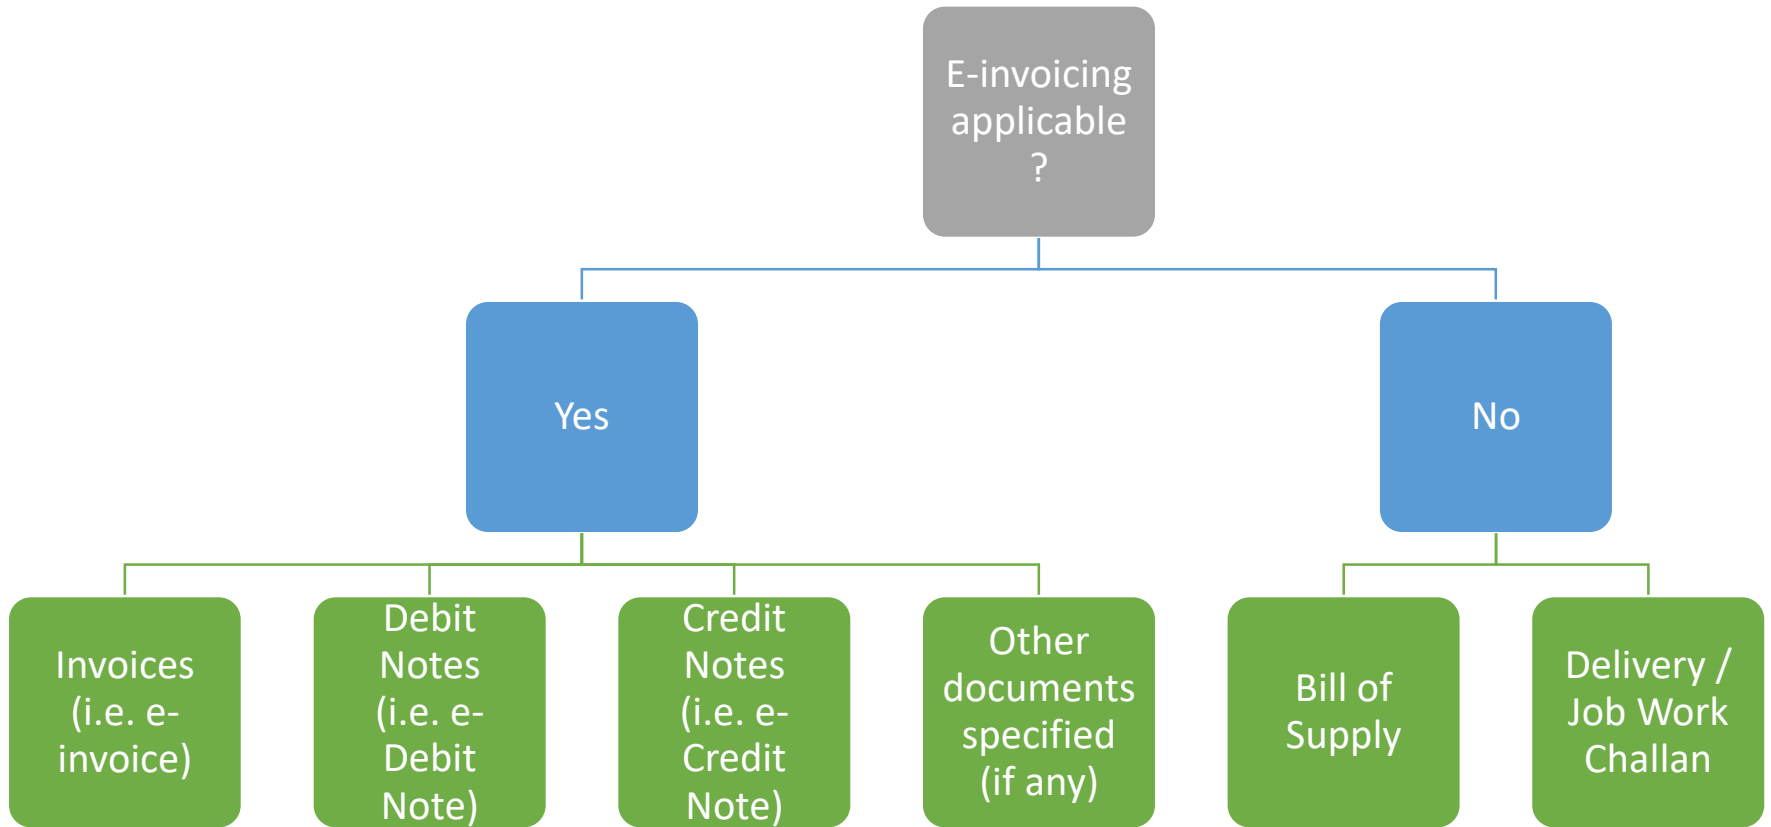 E-invoicing
applicable
?
Yes
No
Invoices
(i.e. e-
invoice)
Debit
Notes
(i.e. e-
Debit
Note)
Credit
Notes
(i.e. e-
Credit
Note)
Other
documents
specified
(if any)
Bill of
Supply
Delivery /
Job Work
Challan